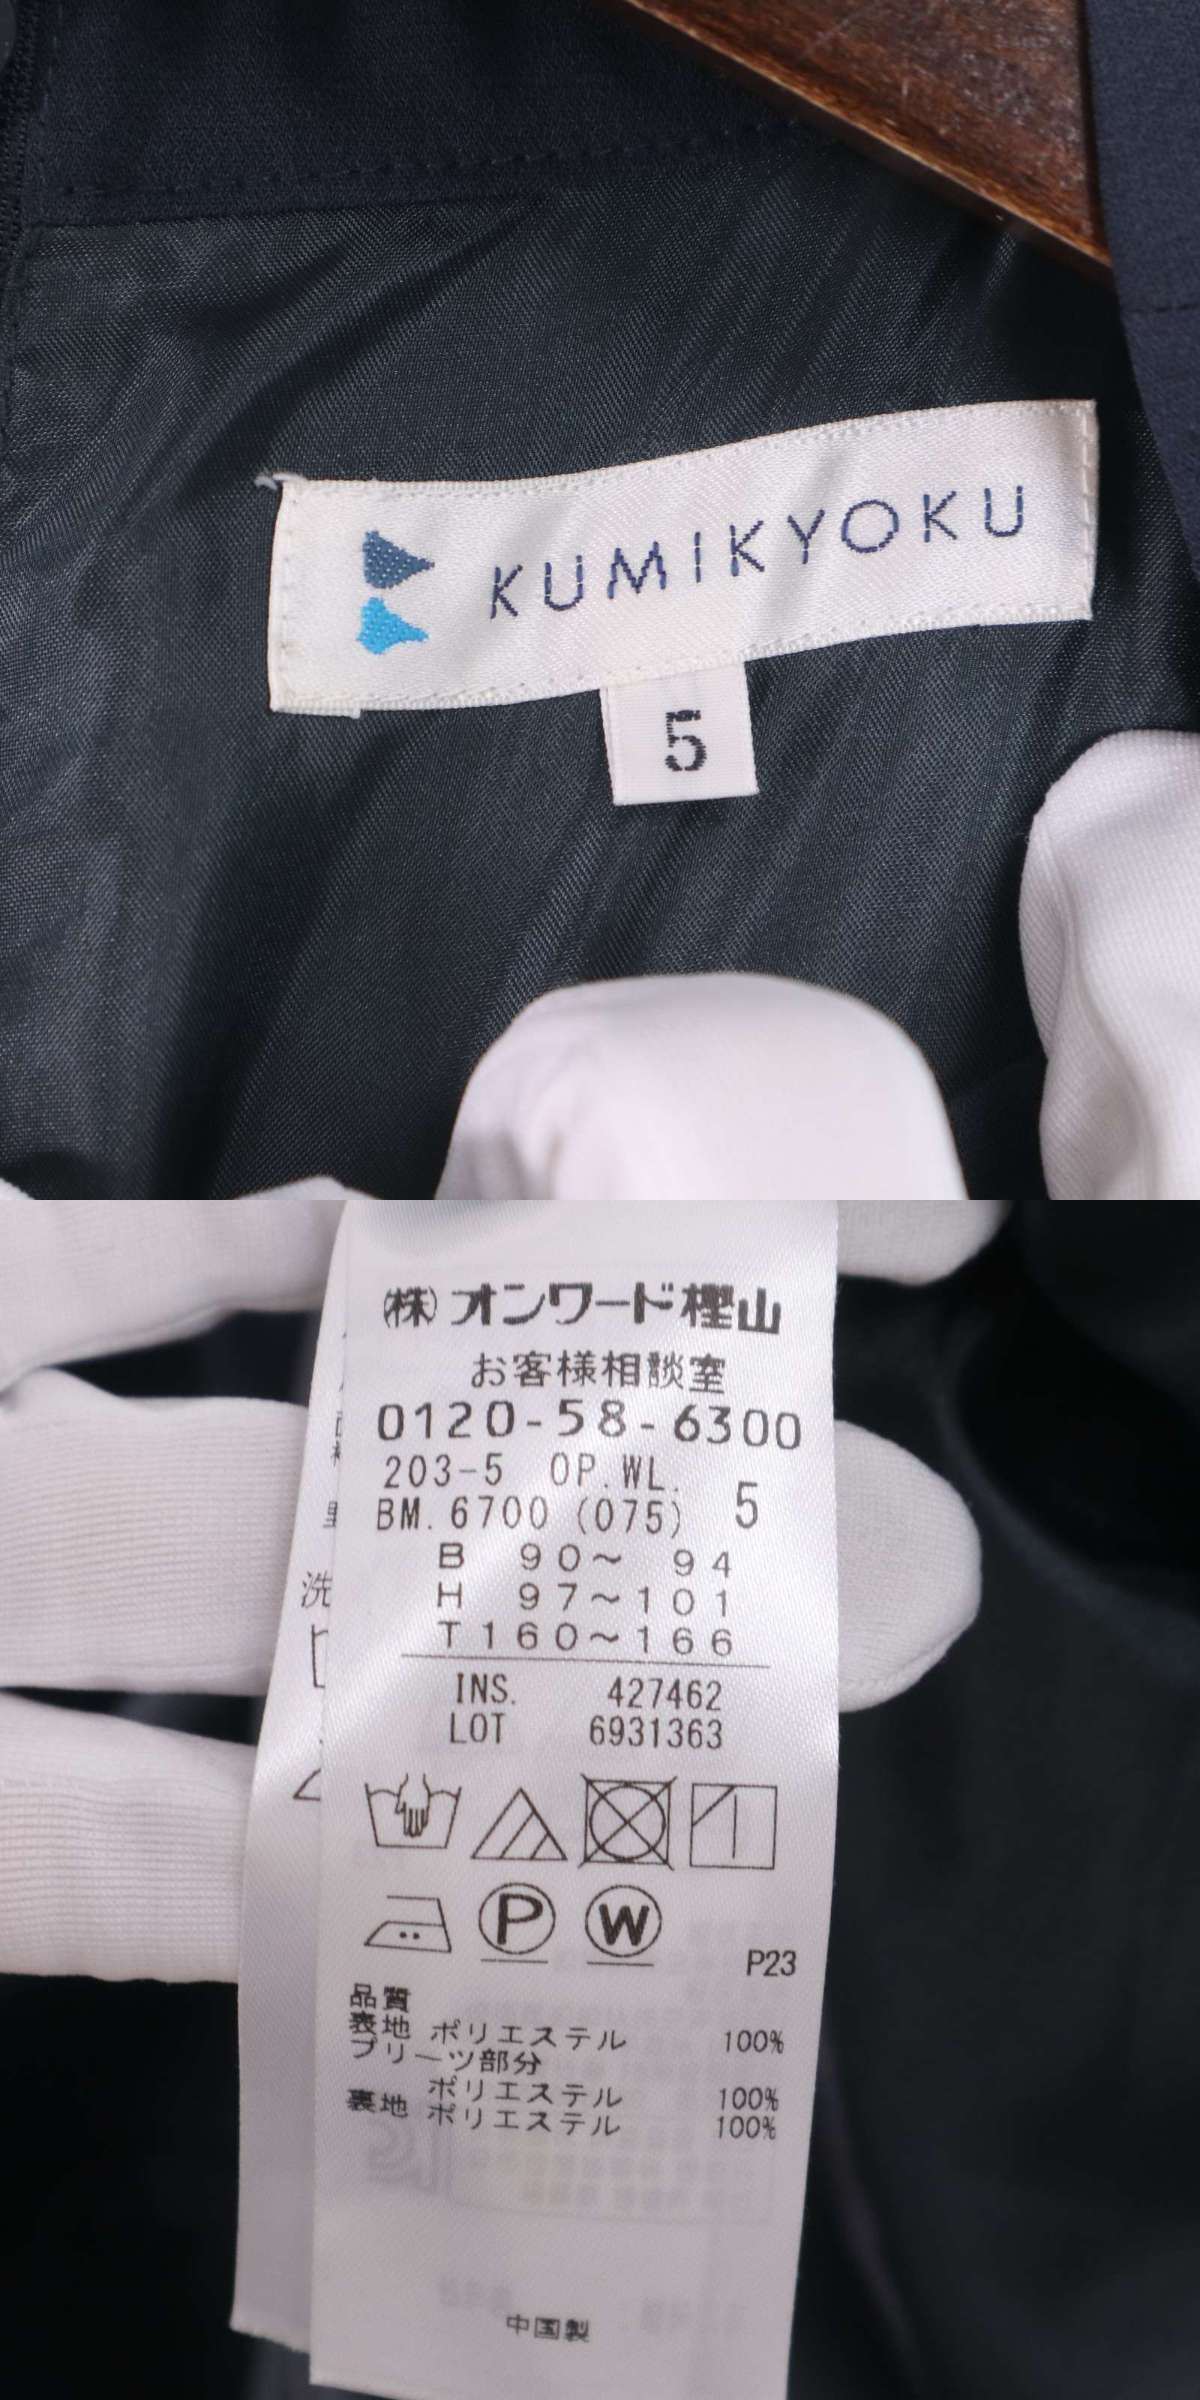 KUMIKYOKU
5
㈱オンワード樫山
お客様相談室
0120-58-6300
203-5 OP.WL. 5
BM.6700 (075)
B 90～ 94
H 97～101
T160～166
INS. 427462
LOT 6931363
P
W
P23
品質
表地 ポリエステル 100%
プリーツ部分
ポリエステル 100%
裏地 ポリエステル 100%
中国製
洗